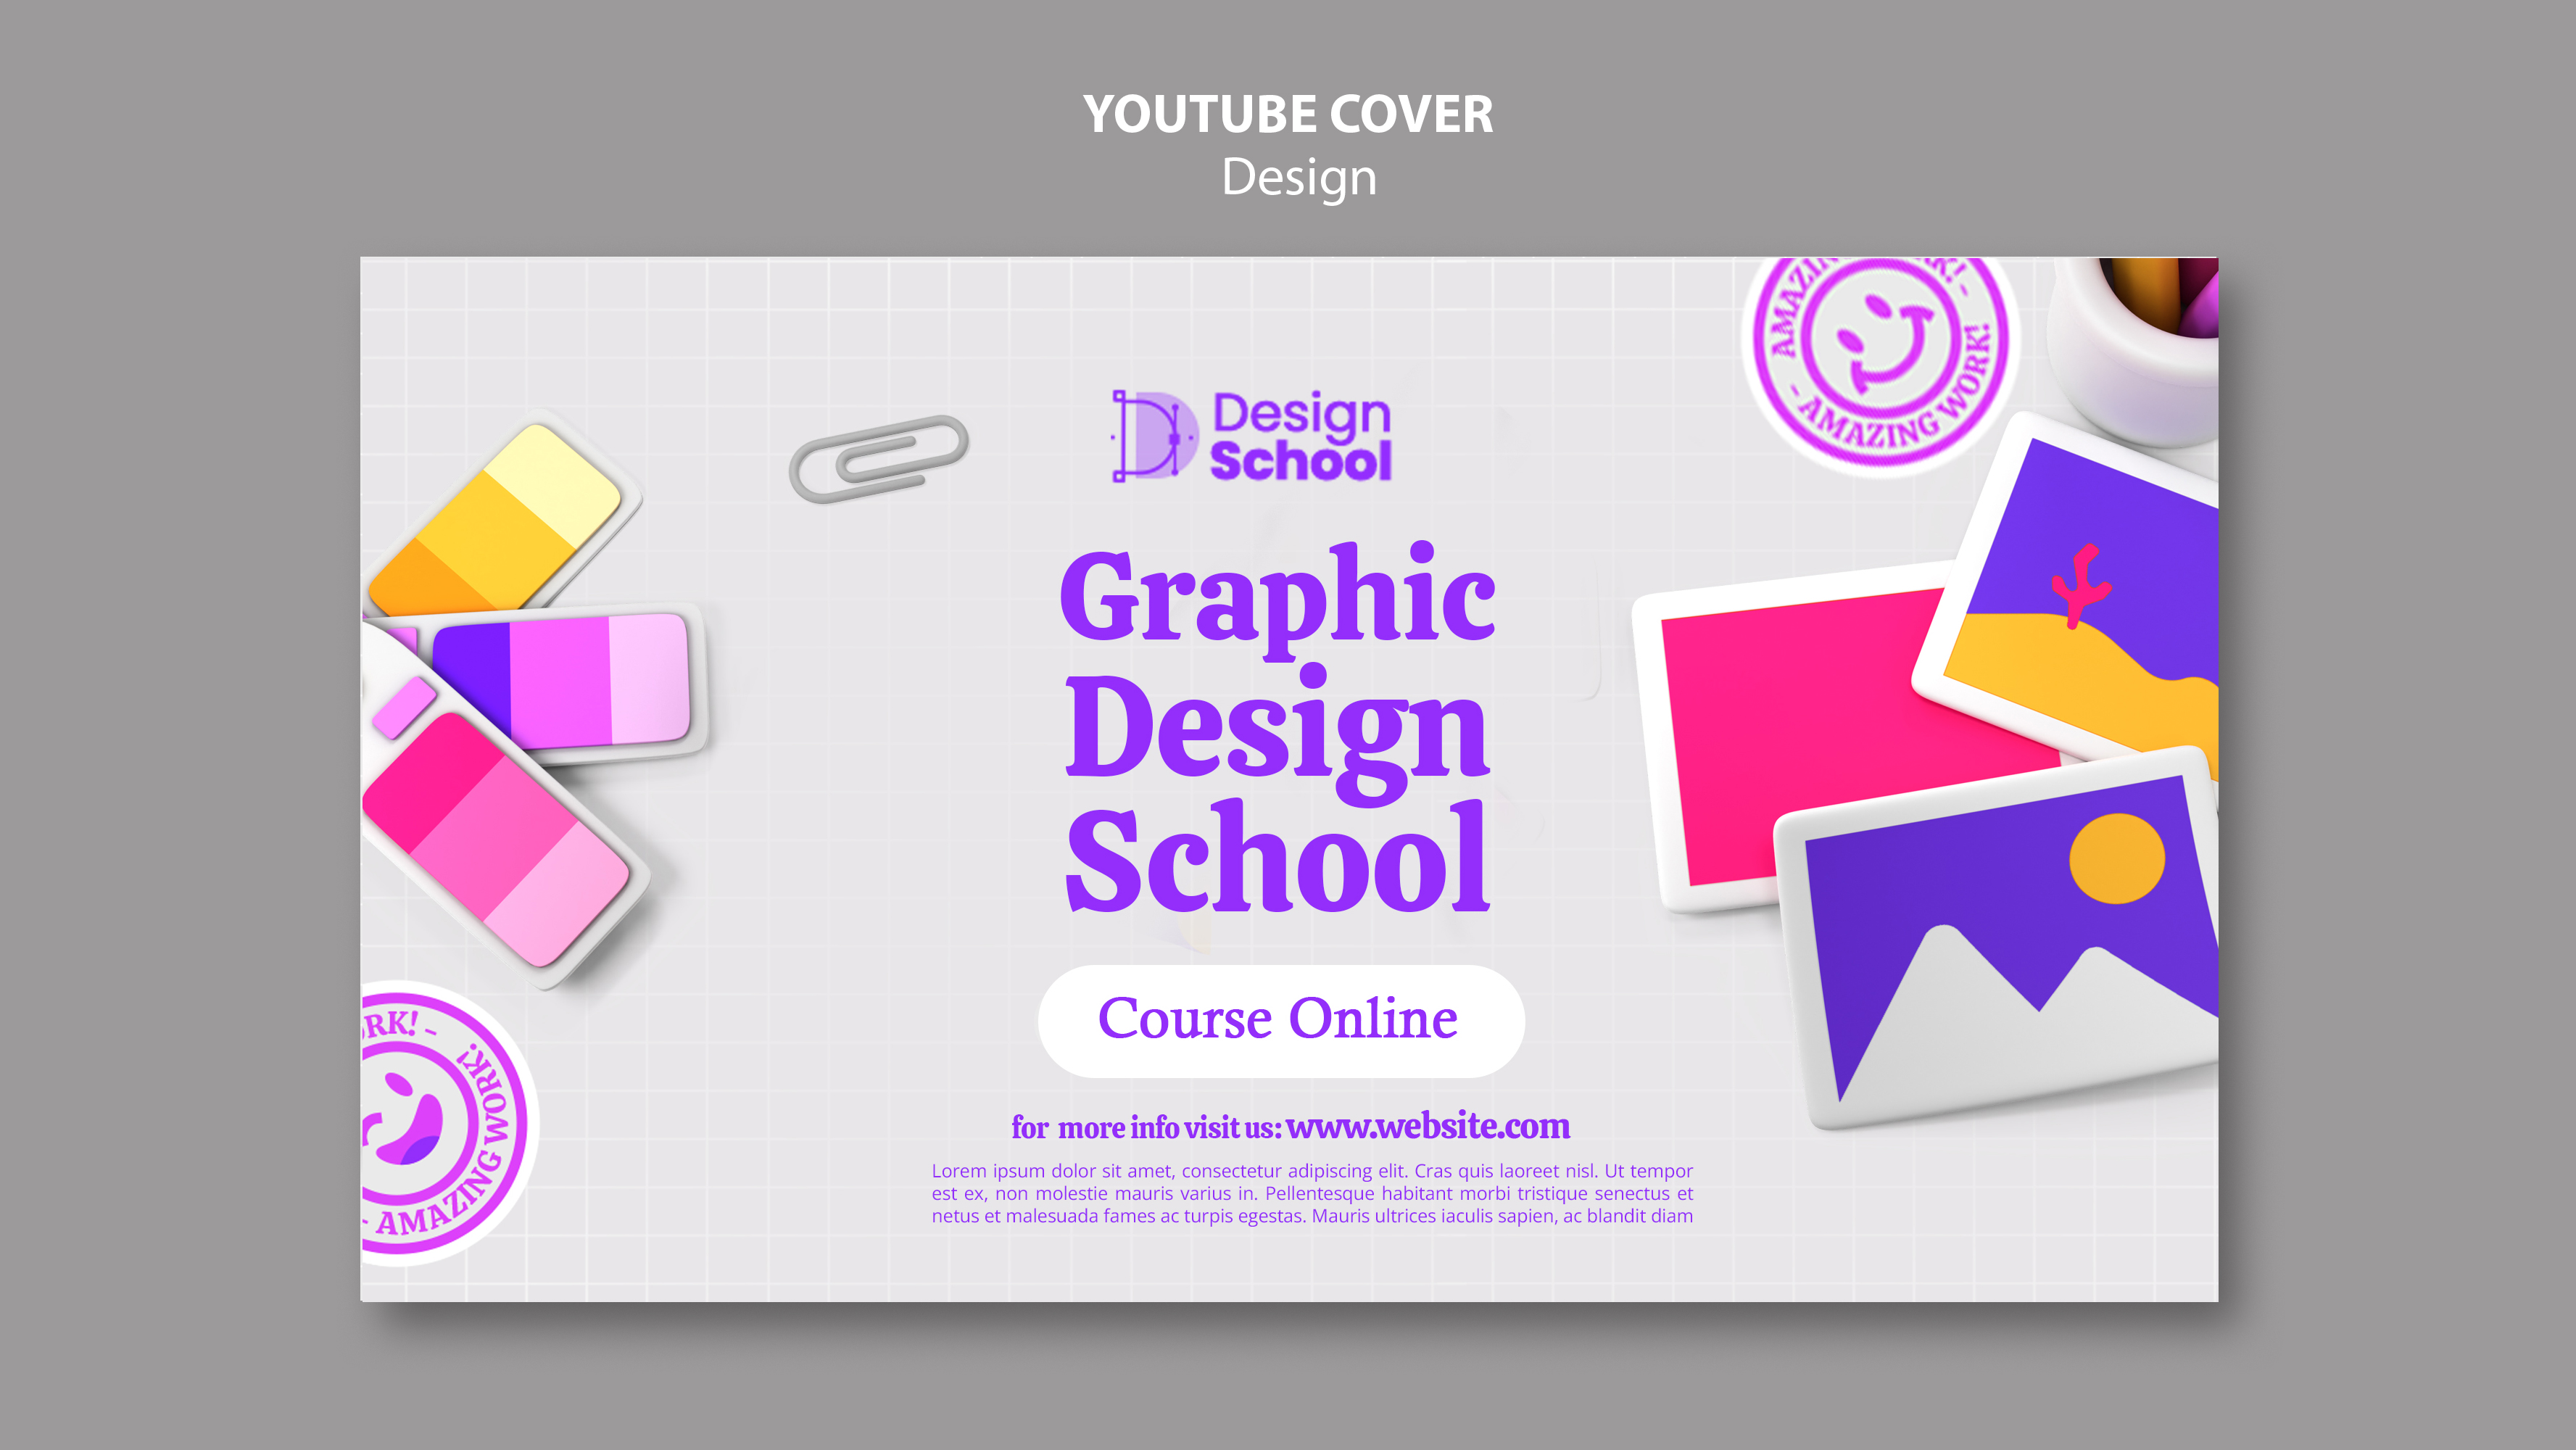 YOUTUBE COVER
Design
AMAZING WORK! -
- AMAZING WORK!
Design
School
Graphic
Design
School
Course Online
for more info visit us: www.website.com
Lorem ipsum dolor sit amet, consectetur adipiscing elit. Cras quis laoreet nisl. Ut tempor
est ex, non molestie mauris varius in. Pellentesque habitant morbi tristique senectus et
netus et malesuada fames ac turpis egestas. Mauris ultrices iaculis sapien, ac blandit diam
ORK! -
- AMAZING WORK!